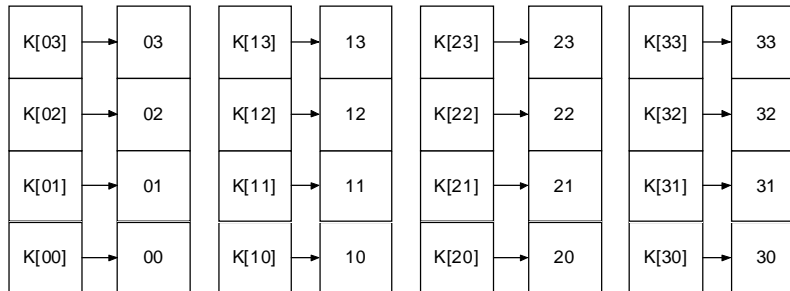 K[03] 03 K[13] 13 K[23] 23 K[33] 33
K[02] 02 K[12] 12 K[22] 22 K[32] 32
K[01] 01 K[11] 11 K[21] 21 K[31] 31
K[00] 00 K[10] 10 K[20] 20 K[30] 30